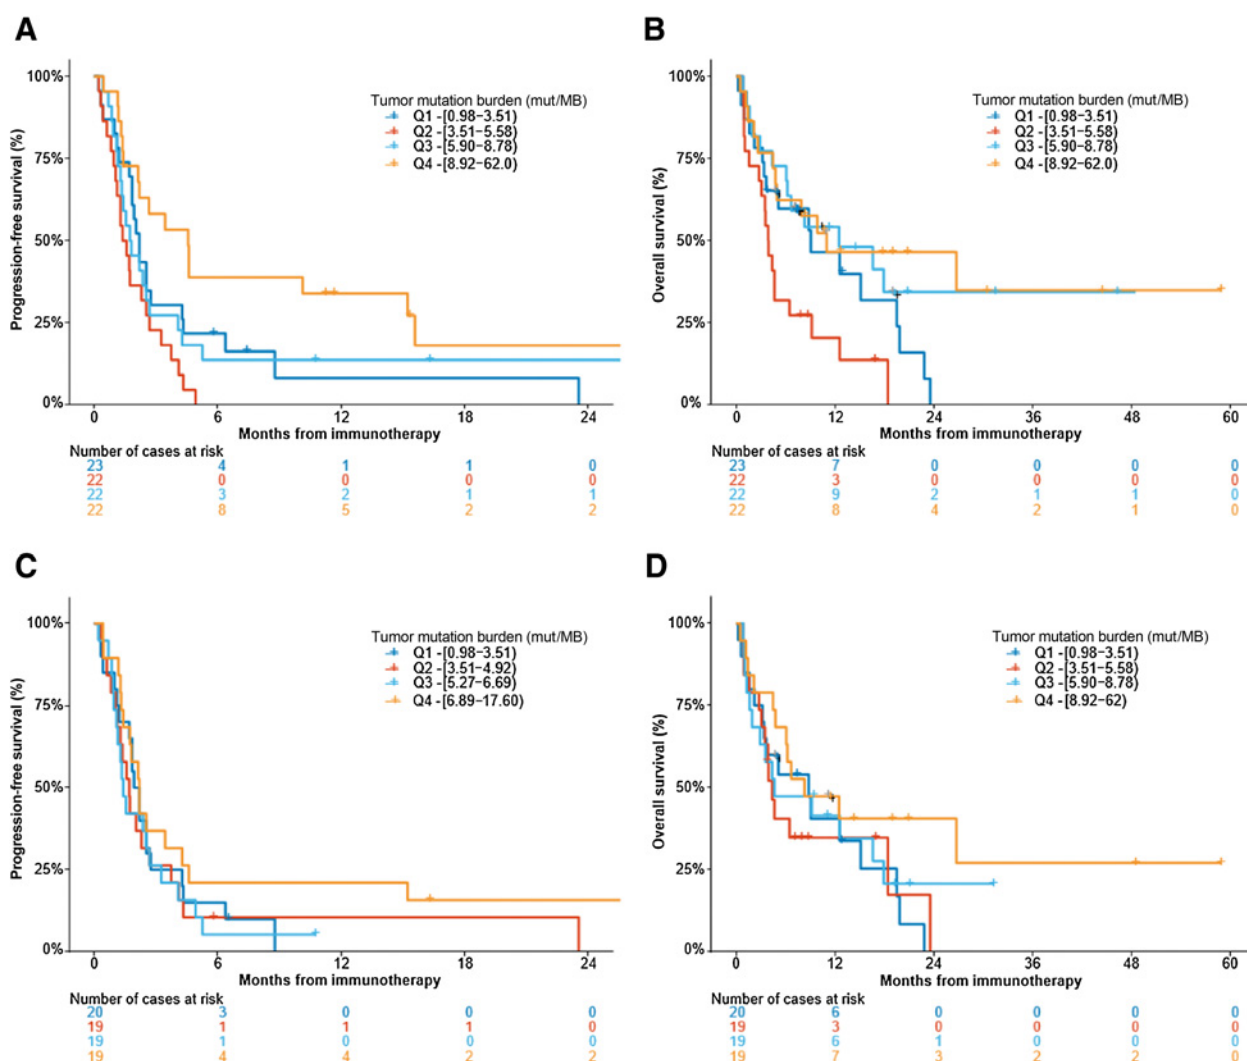 A
Progression-free survival (%)
100%
75%
50%
25%
0%
Tumor mutation burden (mut/MB)
Q1 -[0.98-3.51)
Q2 -[3.51-5.58)
Q3 -[5.90-8.78)
Q4 -[8.92-62.0)
0 6 12 18 24
Months from immunotherapy
Number of cases at risk
23 4 1 1 0
22 0 0 0 0
22 3 2 1 1
22 8 5 2 2
B
Overall survival (%)
100%
75%
50%
25%
0%
Tumor mutation burden (mut/MB)
Q1 -[0.98-3.51)
Q2 -[3.51-5.58)
Q3 -[5.90-8.78)
Q4 -[8.92-62.0)
0 12 24 36 48 60
Months from immunotherapy
Number of cases at risk
23 7 0 0 0 0
22 3 0 0 0 0
22 9 2 1 1 0
22 8 4 2 1 0
C
Progression-free survival (%)
100%
75%
50%
25%
0%
Tumor mutation burden (mut/MB)
Q1 -[0.98-3.51)
Q2 -[3.51-4.92)
Q3 -[5.27-6.69)
Q4 -[6.89-17.60)
0 6 12 18 24
Months from immunotherapy
Number of cases at risk
20 3 0 0 0
19 1 1 1 0
19 1 0 0 0
19 4 4 2 2
D
Overall survival (%)
100%
75%
50%
25%
0%
Tumor mutation burden (mut/MB)
Q1 -[0.98-3.51)
Q2 -[3.51-5.58)
Q3 -[5.90-8.78)
Q4 -[8.92-62)
0 12 24 36 48 60
Months from immunotherapy
Number of cases at risk
20 6 0 0 0 0
19 3 0 0 0 0
19 6 1 0 0 0
19 7 3 2 2 0